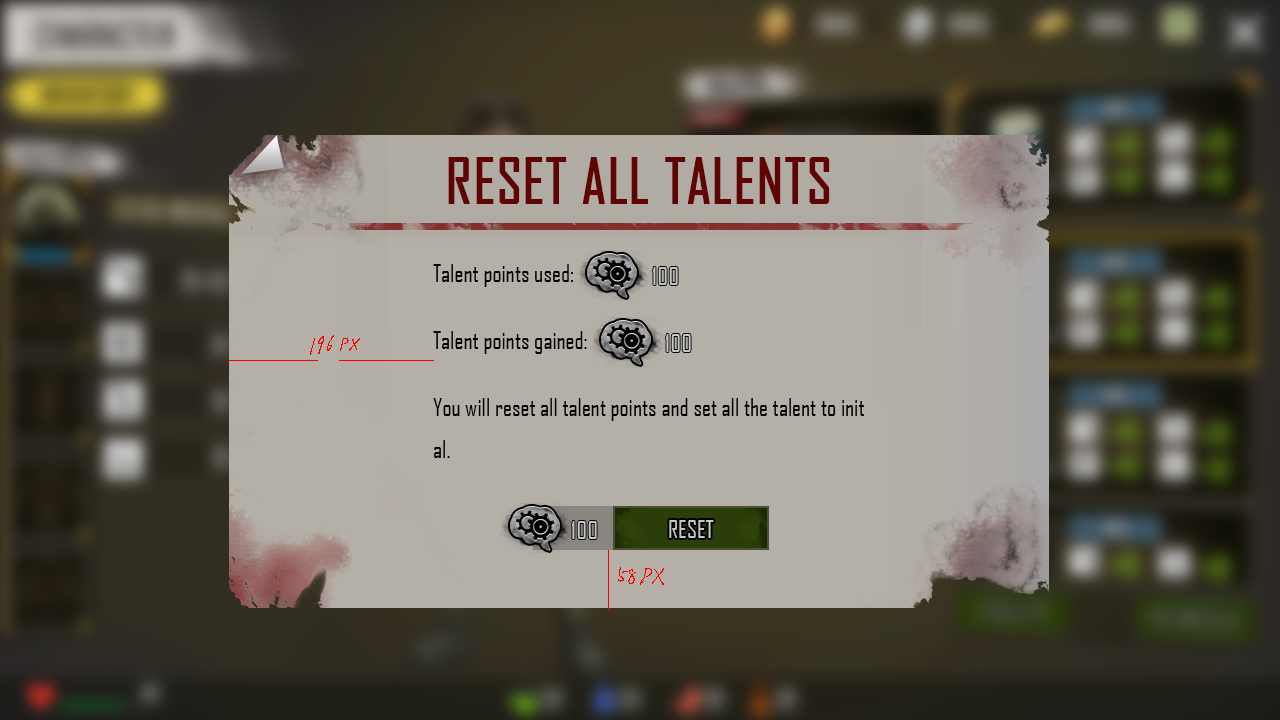 RESET ALL TALENTS
Talent points used: 100
Talent points gained: 100
196 PX
You will reset all talent points and set all the talent to init
al.
100 RESET
58 PX